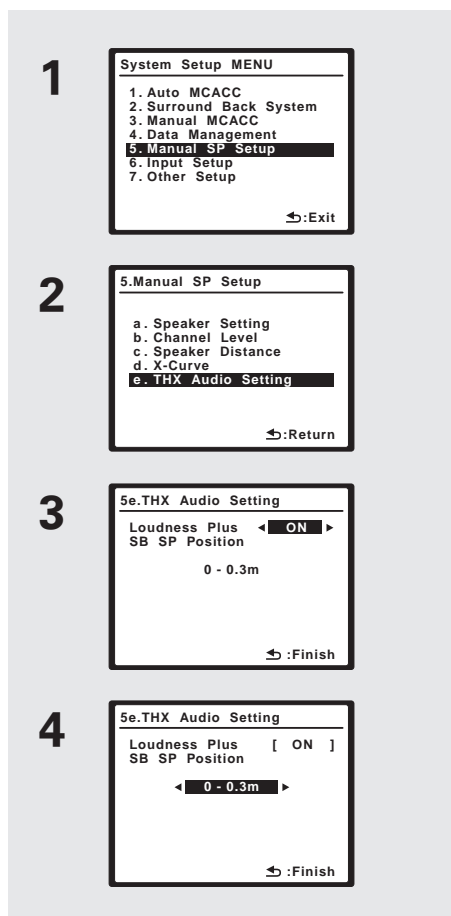 1
System Setup MENU
1. Auto MCACC
2. Surround Back System
3. Manual MCACC
4. Data Management
5. Manual SP Setup
6. Input Setup
7. Other Setup
:Exit
2
5.Manual SP Setup
a. Speaker Setting
b. Channel Level
c. Speaker Distance
d. X-Curve
e. THX Audio Setting
:Return
3
5e.THX Audio Setting
Loudness Plus ◄ ON ►
SB SP Position
0 - 0.3m
:Finish
4
5e.THX Audio Setting
Loudness Plus [ ON ]
SB SP Position
◄ 0 - 0.3m ►
:Finish